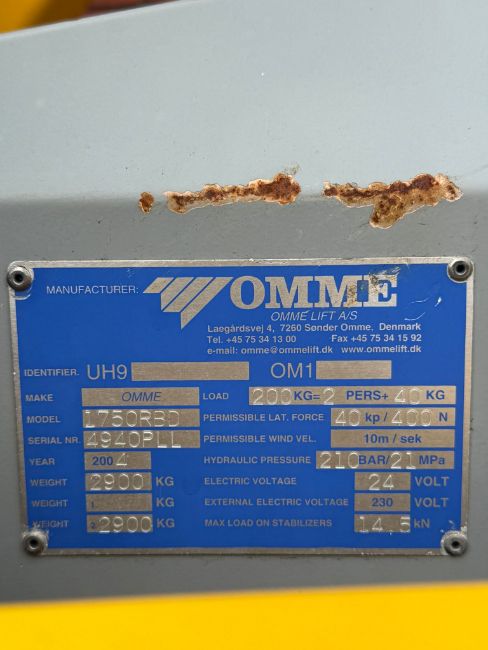 MANUFACTURER: OMME
OMME LIFT A/S
Laegårdsvej 4, 7260 Sønder Omme, Denmark
Tel. +45 75 34 13 00 Fax +45 75 34 15 92
e-mail: omme@ommelift.dk www.ommelift.dk
IDENTIFIER. UH9 OM1
MAKE OMME LOAD 200 KG= 2 PERS+ 40 KG
MODEL 1750RBD PERMISSIBLE LAT. FORCE 40 kp / 400 N
SERIAL NR. 4940PLL PERMISSIBLE WIND VEL. 10m / sek
YEAR 2004 HYDRAULIC PRESSURE 210 BAR/ 21 MPa
WEIGHT 2900 KG ELECTRIC VOLTAGE 24 VOLT
WEIGHT 1. KG EXTERNAL ELECTRIC VOLTAGE 230 VOLT
WEIGHT 2. 2900 KG MAX LOAD ON STABILIZERS 14,5 kN